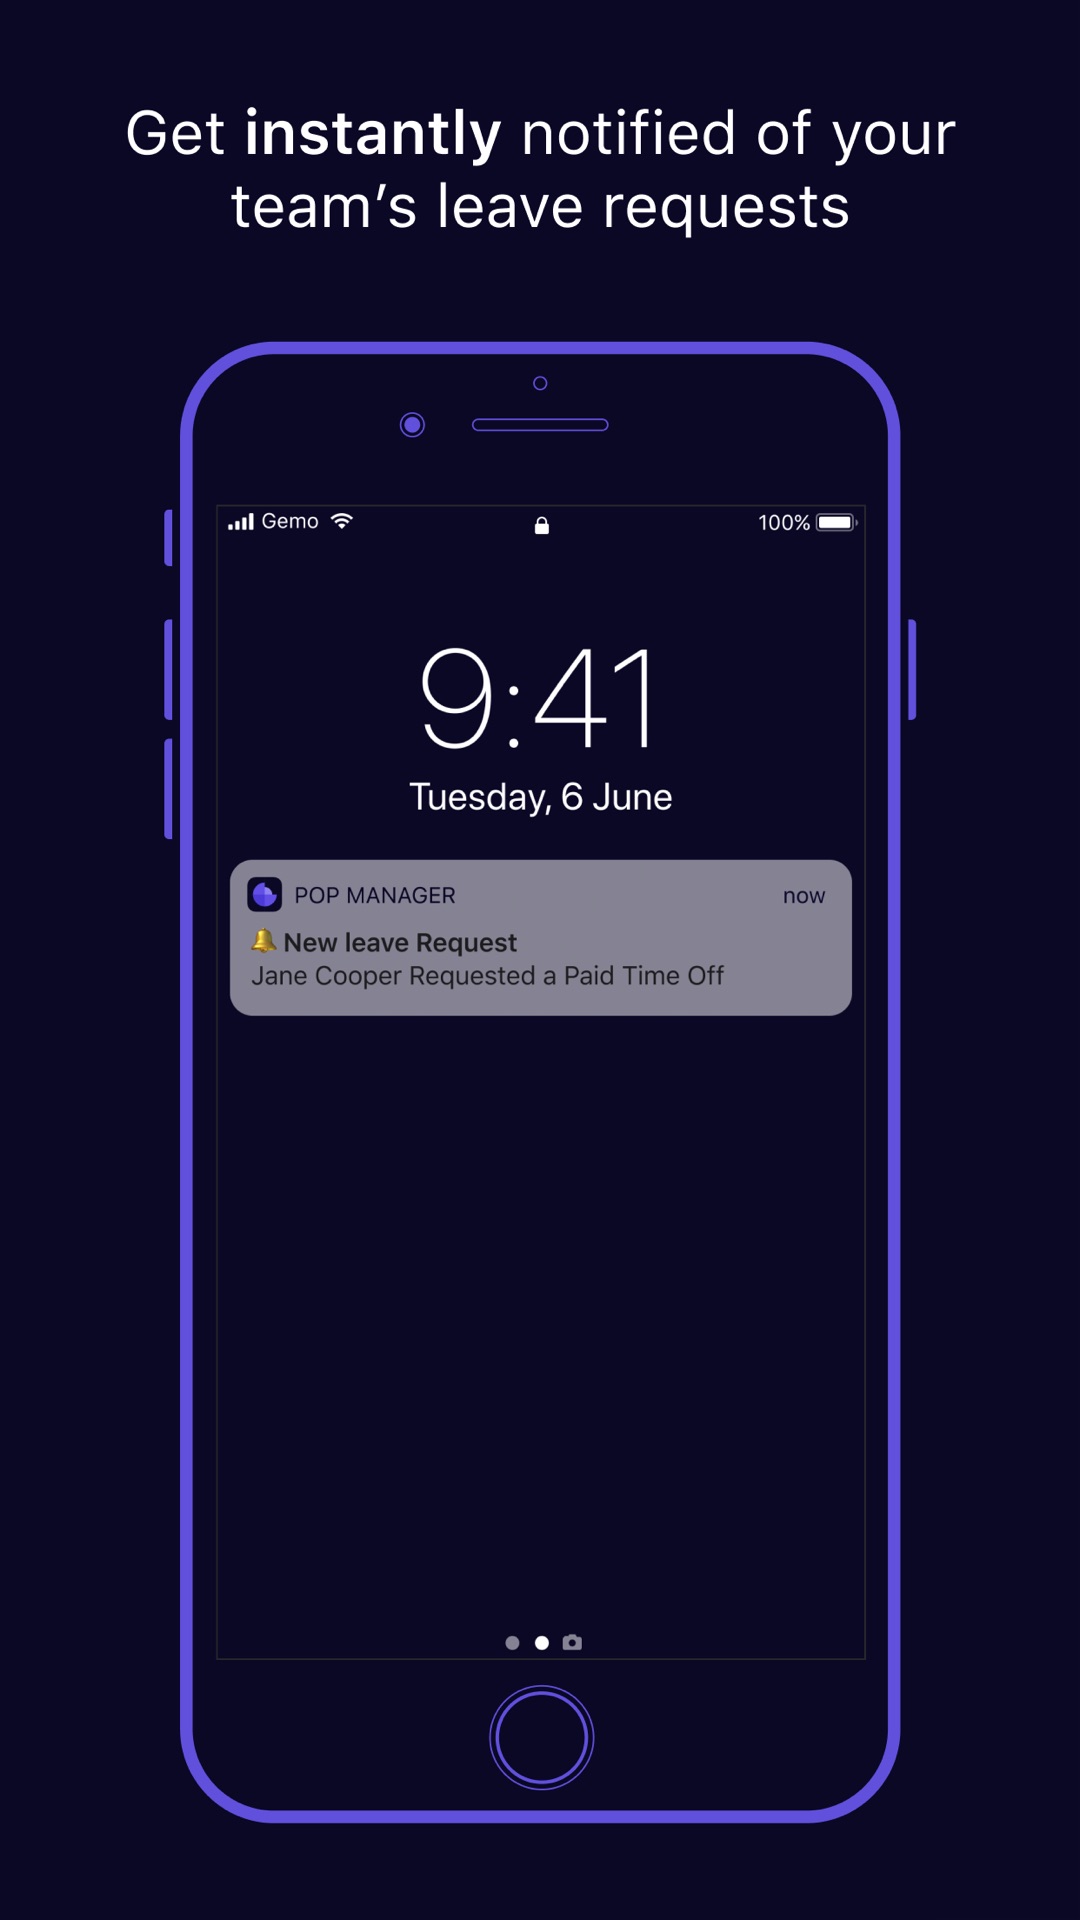 Get instantly notified of your
team’s leave requests
Gemo
100%
9:41
Tuesday, 6 June
POP MANAGER
now
🔔 New leave Request
Jane Cooper Requested a Paid Time Off